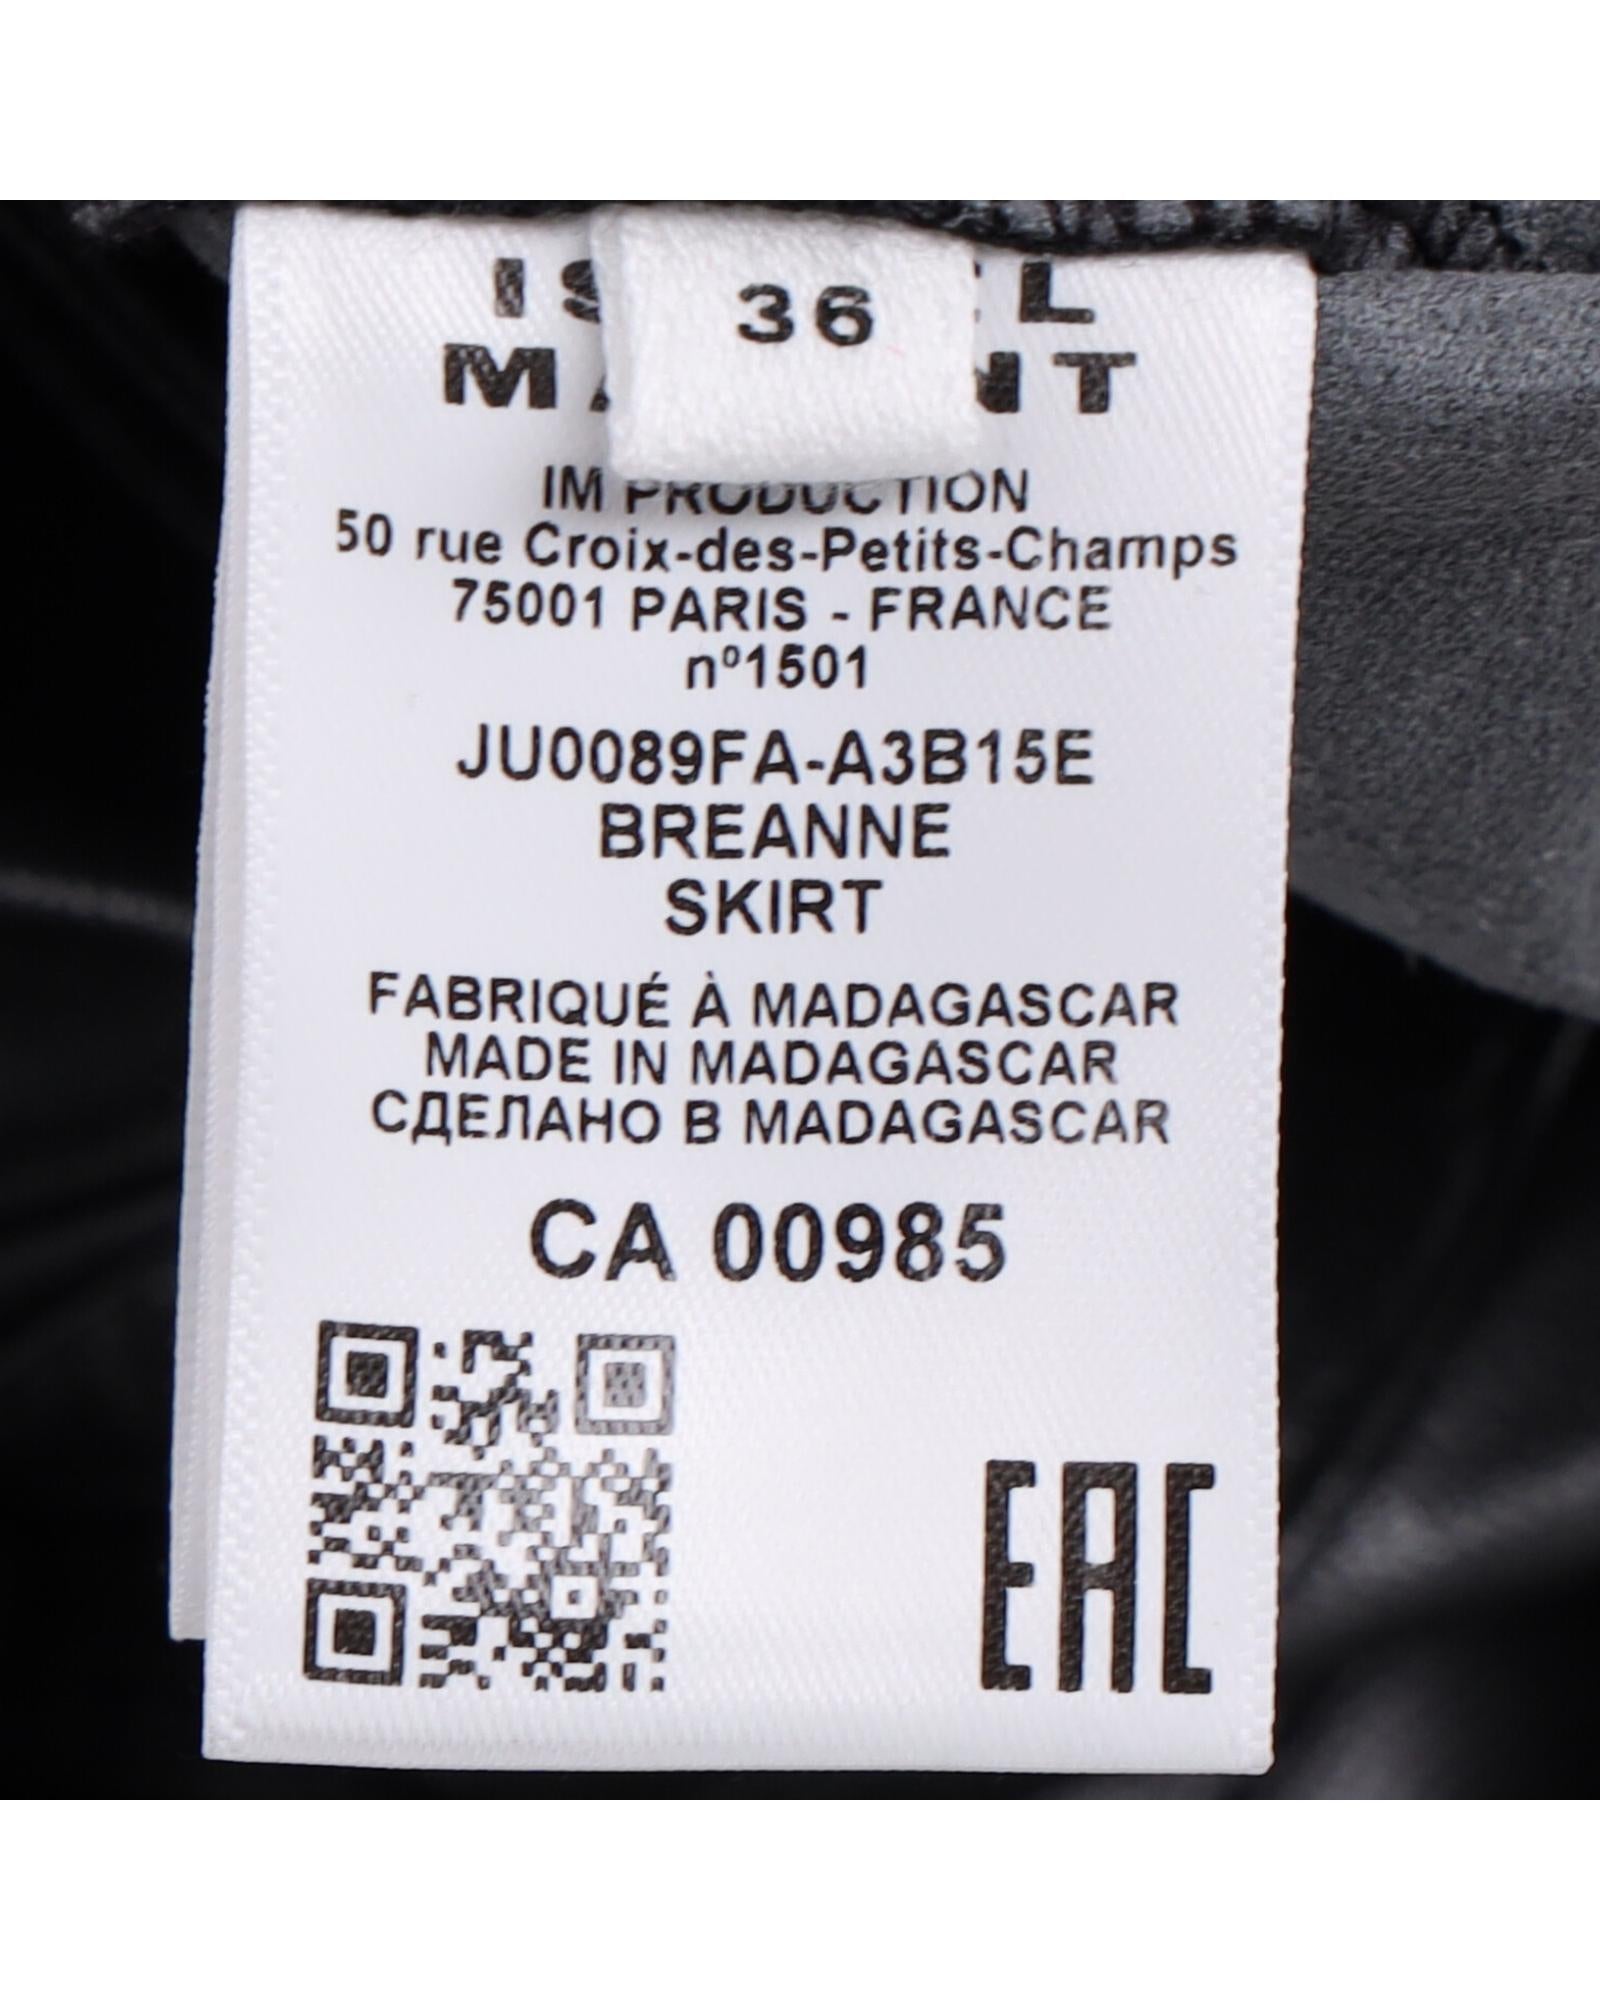 36
IM PRODUCTION
50 rue Croix-des-Petits-Champs
75001 PARIS - FRANCE
nº1501
JU0089FA-A3B15E
BREANNE
SKIRT
FABRIQUÉ À MADAGASCAR
MADE IN MADAGASCAR
СДЕЛАНО В MADAGASCAR
CA 00985
EAC